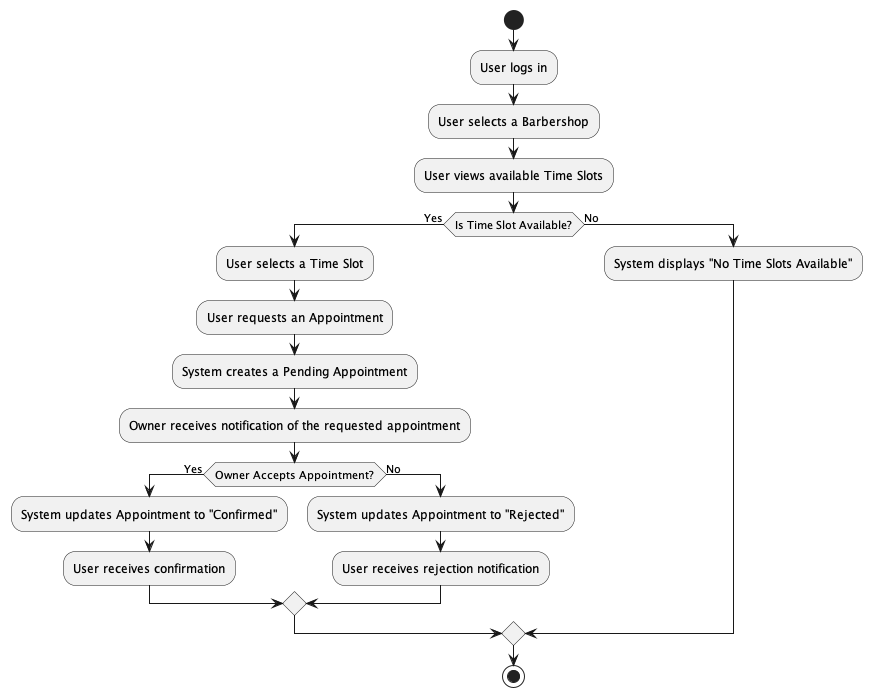 User logs in
User selects a Barbershop
User views available Time Slots
Yes
Is Time Slot Available?
No
User selects a Time Slot
System displays "No Time Slots Available"
User requests an Appointment
System creates a Pending Appointment
Owner receives notification of the requested appointment
Yes
Owner Accepts Appointment?
No
System updates Appointment to "Confirmed"
System updates Appointment to "Rejected"
User receives confirmation
User receives rejection notification